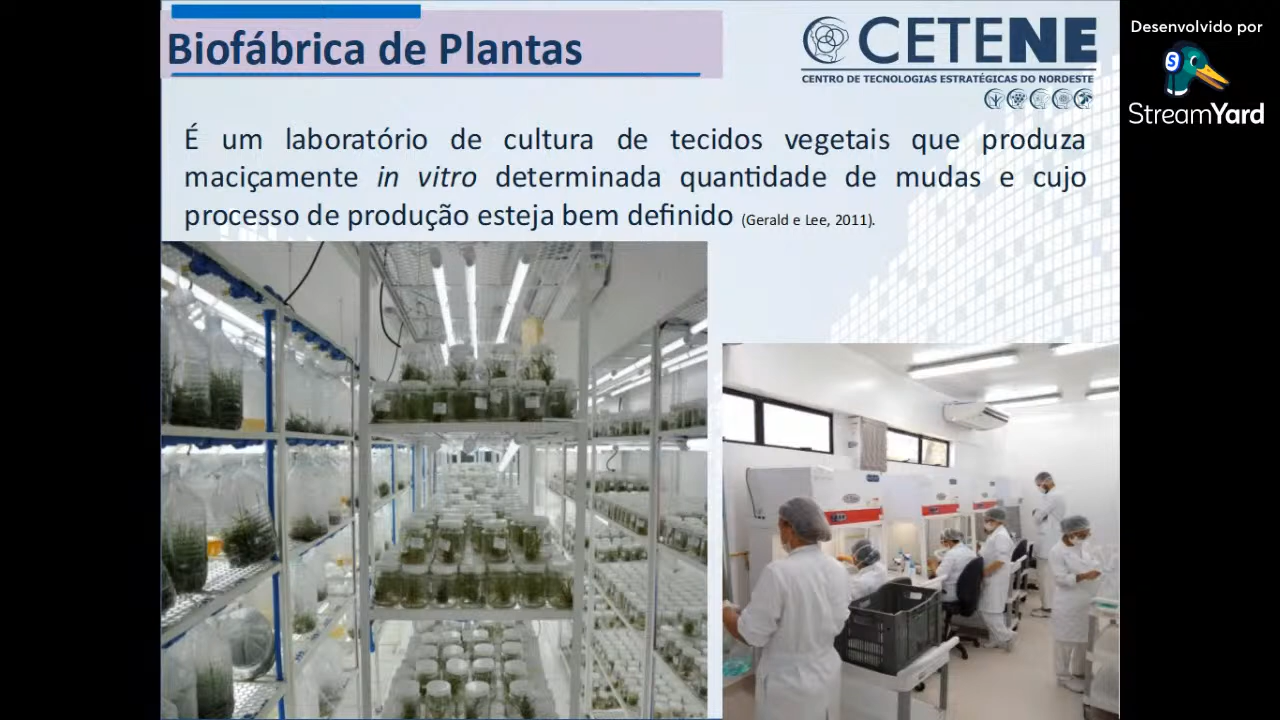 Biofábrica de Plantas
CETENE
CENTRO DE TECNOLOGIAS ESTRATÉGICAS DO NORDESTE
É um laboratório de cultura de tecidos vegetais que produza
maciçamente in vitro determinada quantidade de mudas e cujo
processo de produção esteja bem definido (Gerald e Lee, 2011).
Desenvolvido por
S
StreamYard